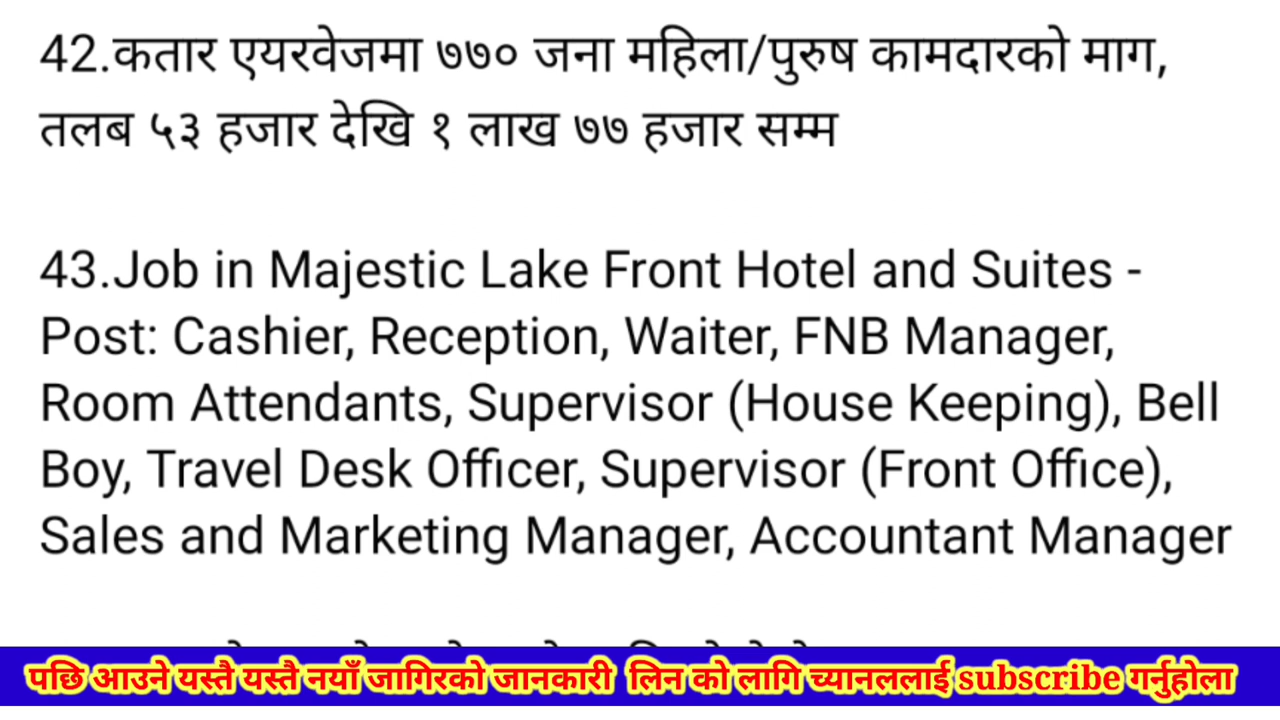 42.कतार एयरवेजमा ७७० जना महिला/पुरुष कामदारको माग,
तलब ५३ हजार देखि १ लाख ७७ हजार सम्म
43.Job in Majestic Lake Front Hotel and Suites -
Post: Cashier, Reception, Waiter, FNB Manager,
Room Attendants, Supervisor (House Keeping), Bell
Boy, Travel Desk Officer, Supervisor (Front Office),
Sales and Marketing Manager, Accountant Manager
पछि आउने यस्तै यस्तै नयाँ जागिरको जानकारी लिन को लागि च्यानललाई subscribe गर्नुहोला